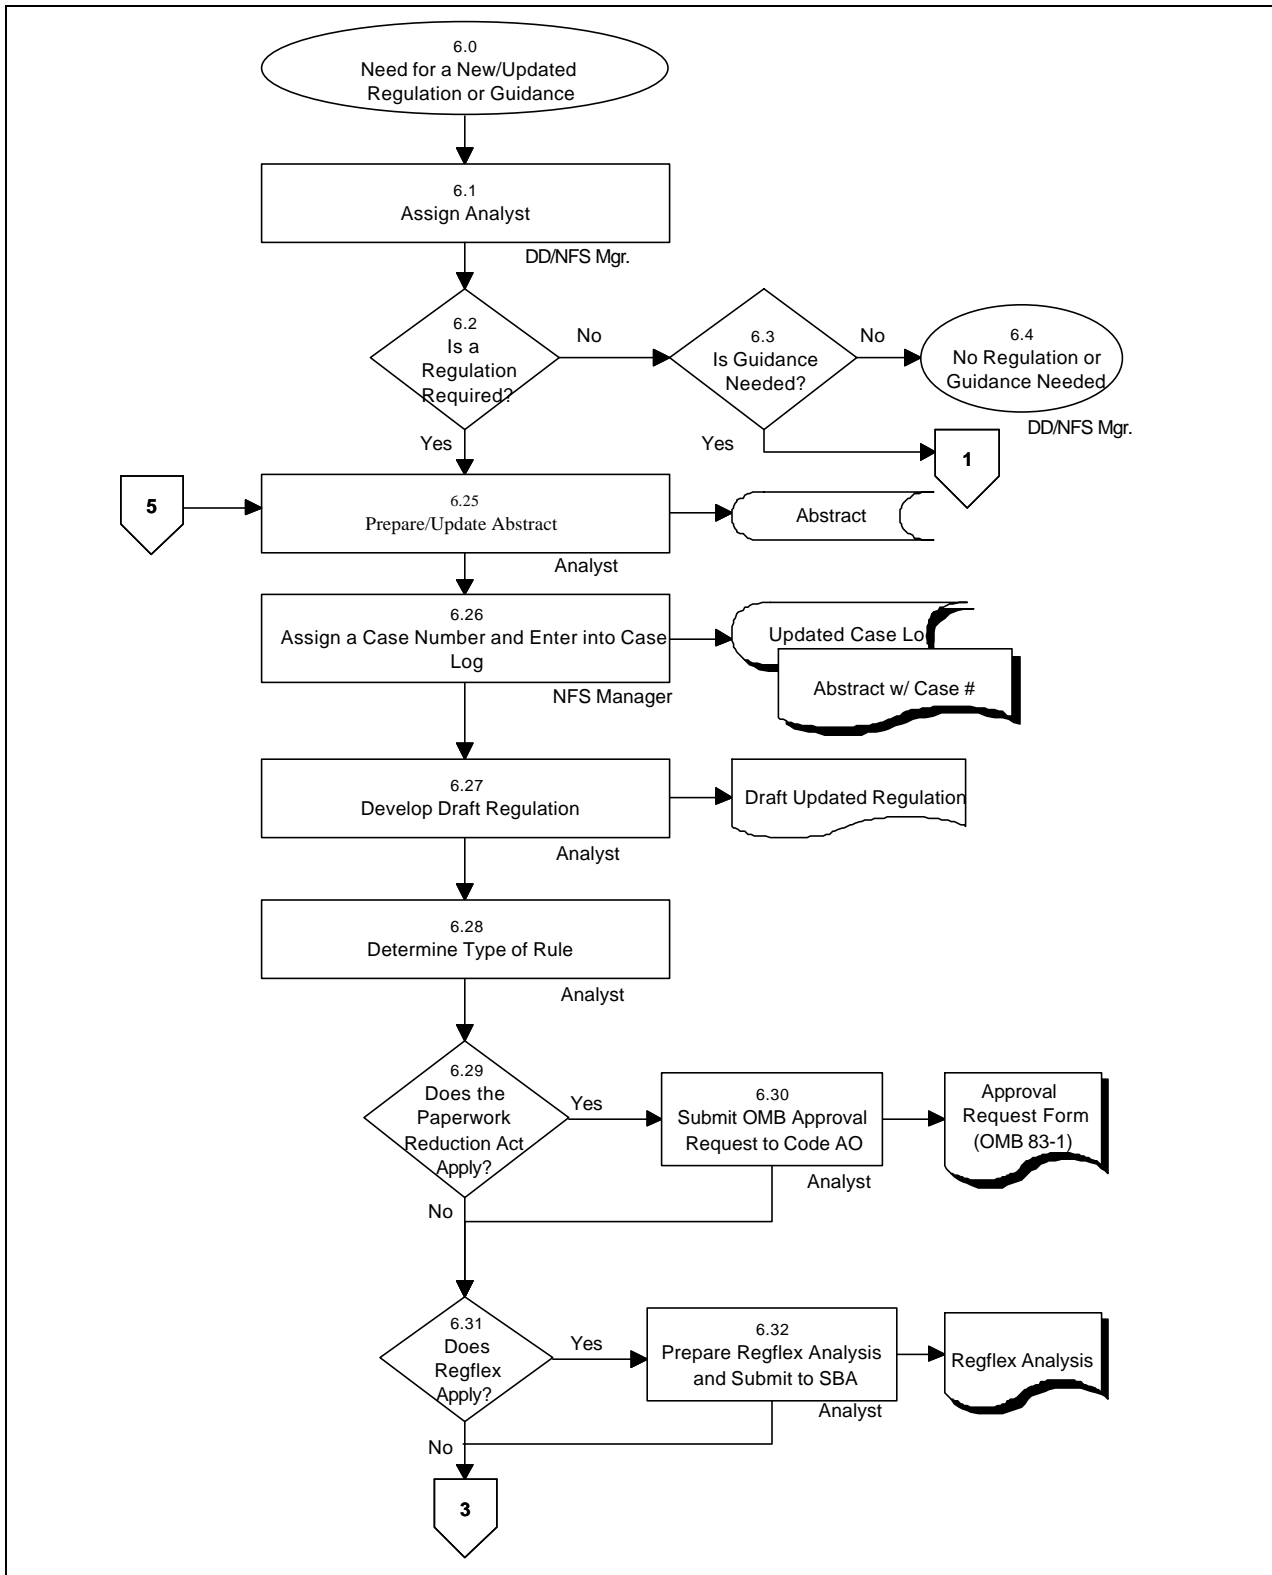 6.0
Need for a New/Updated
Regulation or Guidance
6.1
Assign Analyst
DD/NFS Mgr.
6.2
Is a
Regulation
Required?
No
6.3
Is Guidance
Needed?
No
6.4
No Regulation or
Guidance Needed
DD/NFS Mgr.
Yes
Yes
1
5
6.25
Prepare/Update Abstract
Abstract
Analyst
6.26
Assign a Case Number and Enter into Case
Log
Updated Case Lo
Abstract w/ Case #
NFS Manager
6.27
Develop Draft Regulation
Draft Updated Regulation
Analyst
6.28
Determine Type of Rule
Analyst
6.29
Does the
Paperwork
Reduction Act
Apply?
Yes
6.30
Submit OMB Approval
Request to Code AO
Approval
Request Form
(OMB 83-1)
Analyst
No
6.31
Does
Regflex
Apply?
Yes
6.32
Prepare Regflex Analysis
and Submit to SBA
Regflex Analysis
Analyst
No
3